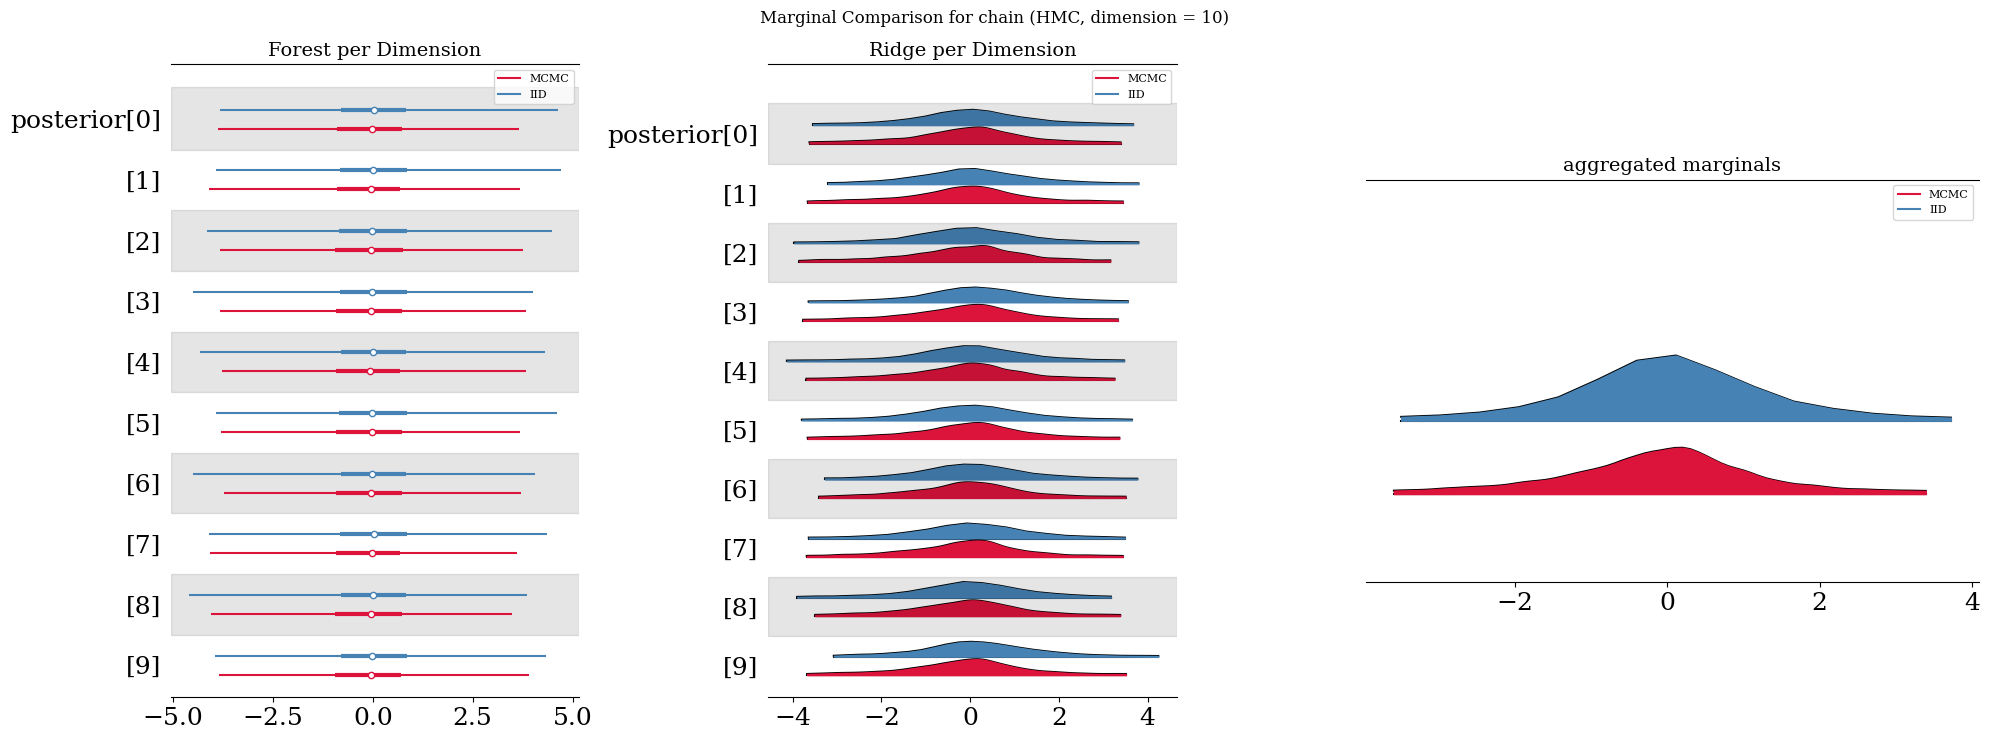 Marginal Comparison for chain (HMC, dimension = 10)
Forest per Dimension
MCMC
IID
posterior[0]
[1]
[2]
[3]
[4]
[5]
[6]
[7]
[8]
[9]
−5.0 −2.5 0.0 2.5 5.0
Ridge per Dimension
MCMC
IID
posterior[0]
[1]
[2]
[3]
[4]
[5]
[6]
[7]
[8]
[9]
−4 −2 0 2 4
aggregated marginals
MCMC
IID
−2 0 2 4